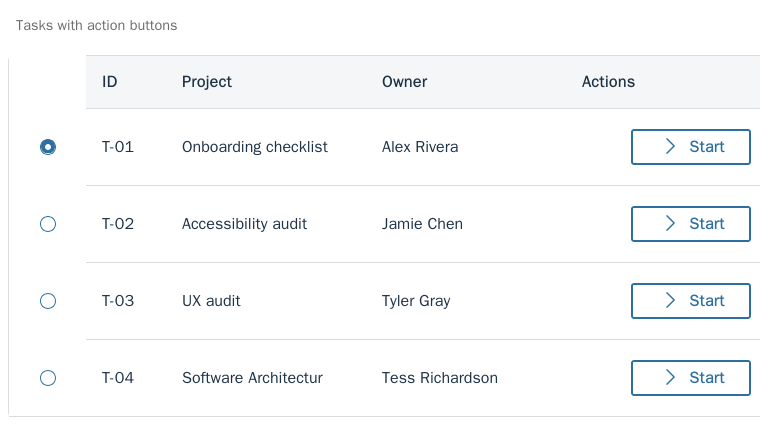 Tasks with action buttons
ID Project Owner Actions
T-01 Onboarding checklist Alex Rivera Start
T-02 Accessibility audit Jamie Chen Start
T-03 UX audit Tyler Gray Start
T-04 Software Architectur Tess Richardson Start